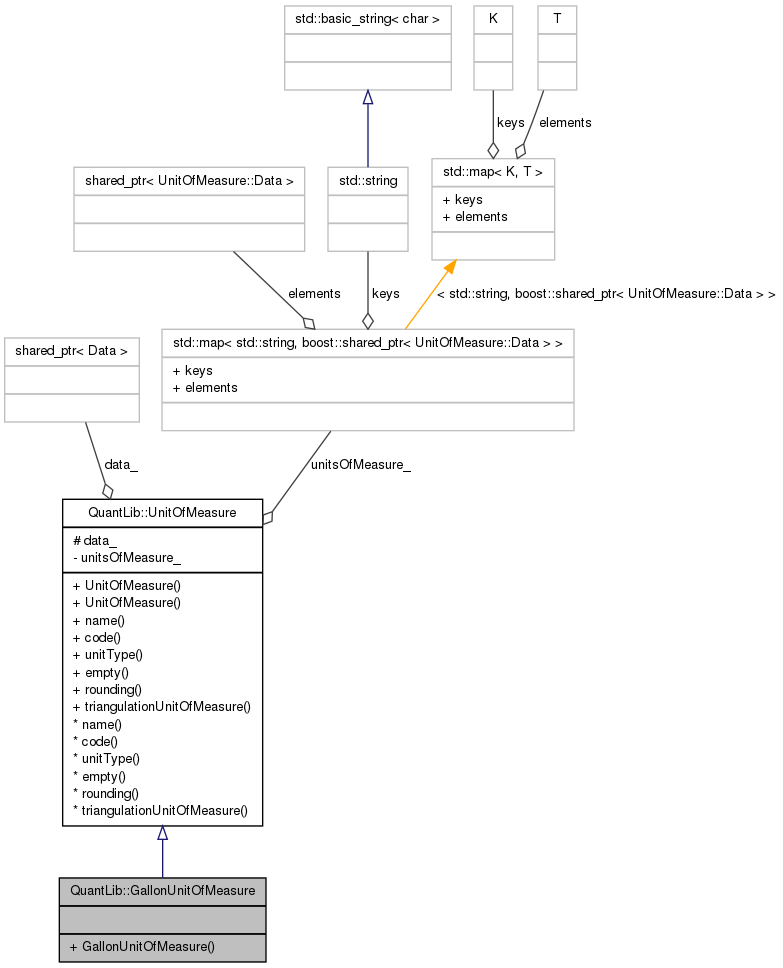 std::basic_string< char >
K
T
keys
elements
shared_ptr< UnitOfMeasure::Data >
std::string
std::map< K, T >
+ keys
+ elements
elements
keys
< std::string, boost::shared_ptr< UnitOfMeasure::Data > >
shared_ptr< Data >
std::map< std::string, boost::shared_ptr< UnitOfMeasure::Data > >
+ keys
+ elements
data_
unitsOfMeasure_
QuantLib::UnitOfMeasure
# data_
- unitsOfMeasure_
+ UnitOfMeasure()
+ UnitOfMeasure()
+ name()
+ code()
+ unitType()
+ empty()
+ rounding()
+ triangulationUnitOfMeasure()
* name()
* code()
* unitType()
* empty()
* rounding()
* triangulationUnitOfMeasure()
QuantLib::GallonUnitOfMeasure
+ GallonUnitOfMeasure()